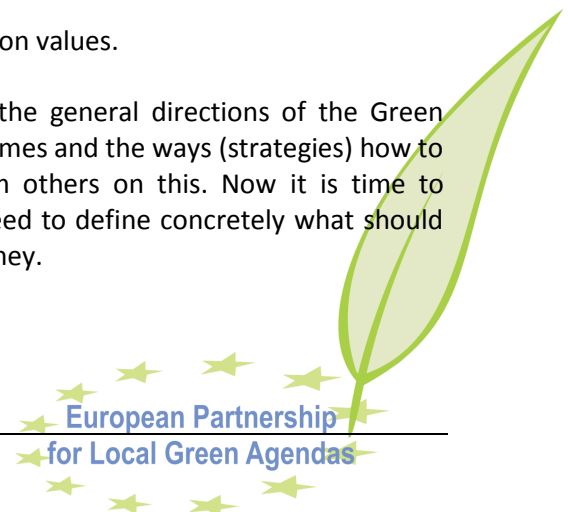 on values.
the general directions of the Green
mes and the ways (strategies) how to
others on this. Now it is time to
eed to define concretely what should
ney.
European Partnership
for Local Green Agendas